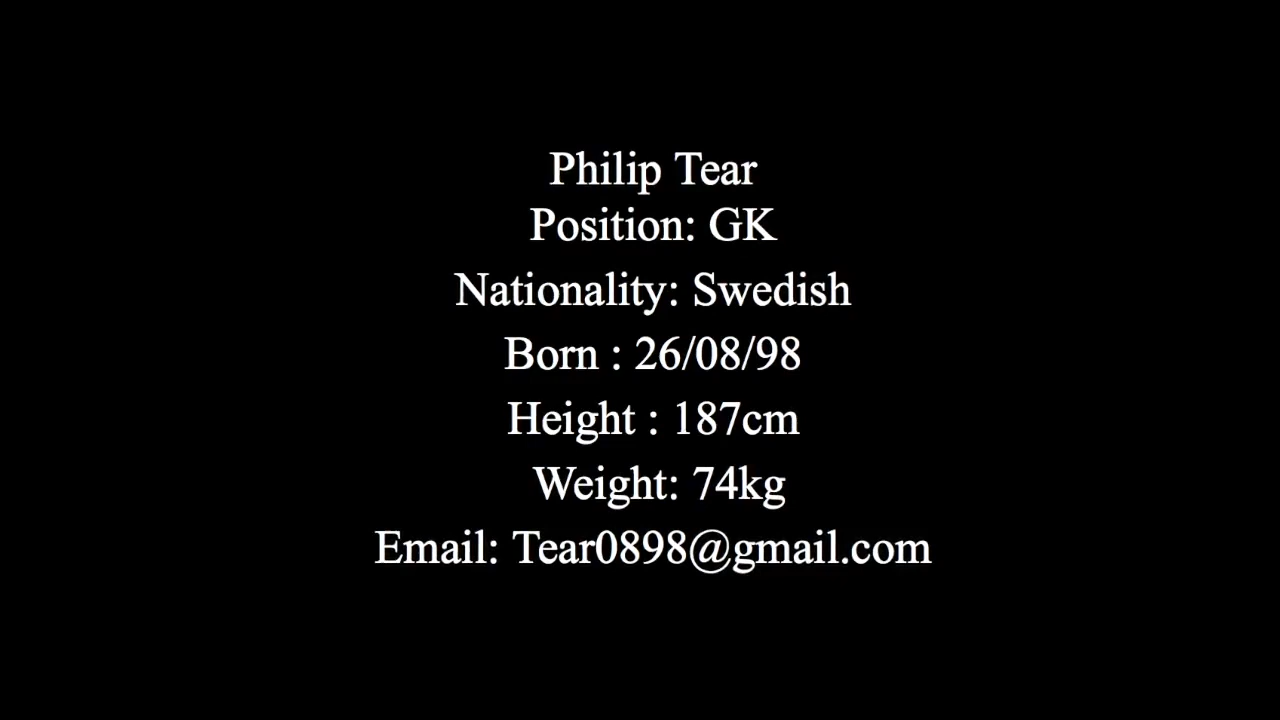 Philip Tear
Position: GK
Nationality: Swedish
Born : 26/08/98
Height : 187cm
Weight: 74kg
Email: Tear0898@gmail.com